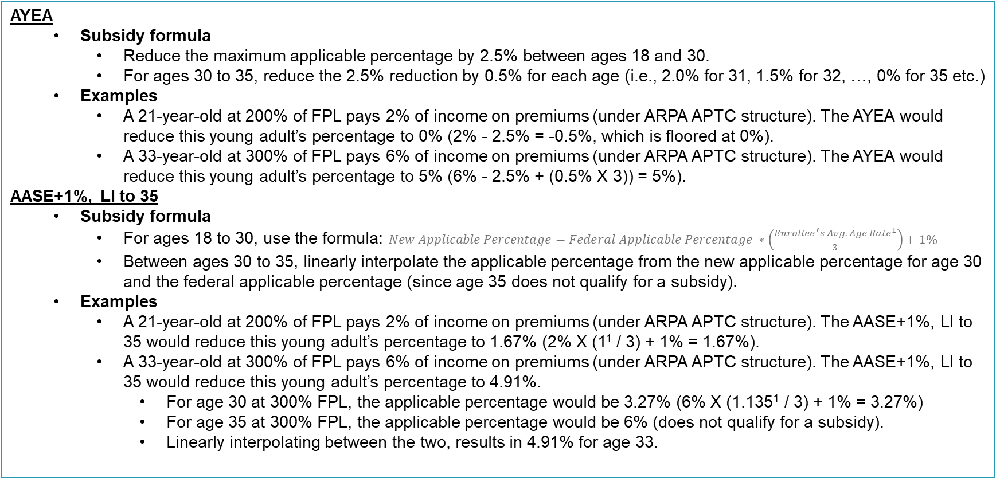 AYEA
• Subsidy formula
• Reduce the maximum applicable percentage by 2.5% between ages 18 and 30.
• For ages 30 to 35, reduce the 2.5% reduction by 0.5% for each age (i.e., 2.0% for 31, 1.5% for 32, …, 0% for 35 etc.)
• Examples
• A 21-year-old at 200% of FPL pays 2% of income on premiums (under ARPA APTC structure). The AYEA would
reduce this young adult’s percentage to 0% (2% - 2.5% = -0.5%, which is floored at 0%).
• A 33-year-old at 300% of FPL pays 6% of income on premiums (under ARPA APTC structure). The AYEA would
reduce this young adult’s percentage to 5% (6% - 2.5% + (0.5% X 3)) = 5%).
AASE+1%, LI to 35
• Subsidy formula
• For ages 18 to 30, use the formula: New Applicable Percentage = Federal Applicable Percentage * (Enrollee's Avg. Age Rate¹ / 3) + 1%
• Between ages 30 to 35, linearly interpolate the applicable percentage from the new applicable percentage for age 30
and the federal applicable percentage (since age 35 does not qualify for a subsidy).
• Examples
• A 21-year-old at 200% of FPL pays 2% of income on premiums (under ARPA APTC structure). The AASE+1%, LI to
35 would reduce this young adult’s percentage to 1.67% (2% X (1¹ / 3) + 1% = 1.67%).
• A 33-year-old at 300% of FPL pays 6% of income on premiums (under ARPA APTC structure). The AASE+1%, LI to
35 would reduce this young adult’s percentage to 4.91%.
• For age 30 at 300% FPL, the applicable percentage would be 3.27% (6% X (1.135¹ / 3) + 1% = 3.27%)
• For age 35 at 300% FPL, the applicable percentage would be 6% (does not qualify for a subsidy).
• Linearly interpolating between the two, results in 4.91% for age 33.